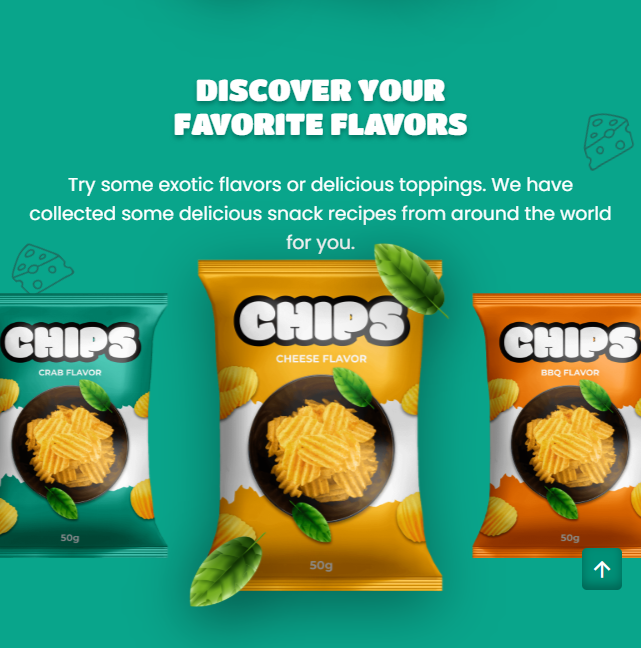 DISCOVER YOUR
FAVORITE FLAVORS
Try some exotic flavors or delicious toppings. We have
collected some delicious snack recipes from around the world
for you.
CHIPS
CRAB FLAVOR
50g
CHIPS
CHEESE FLAVOR
50g
CHIPS
BBQ FLAVOR
50g